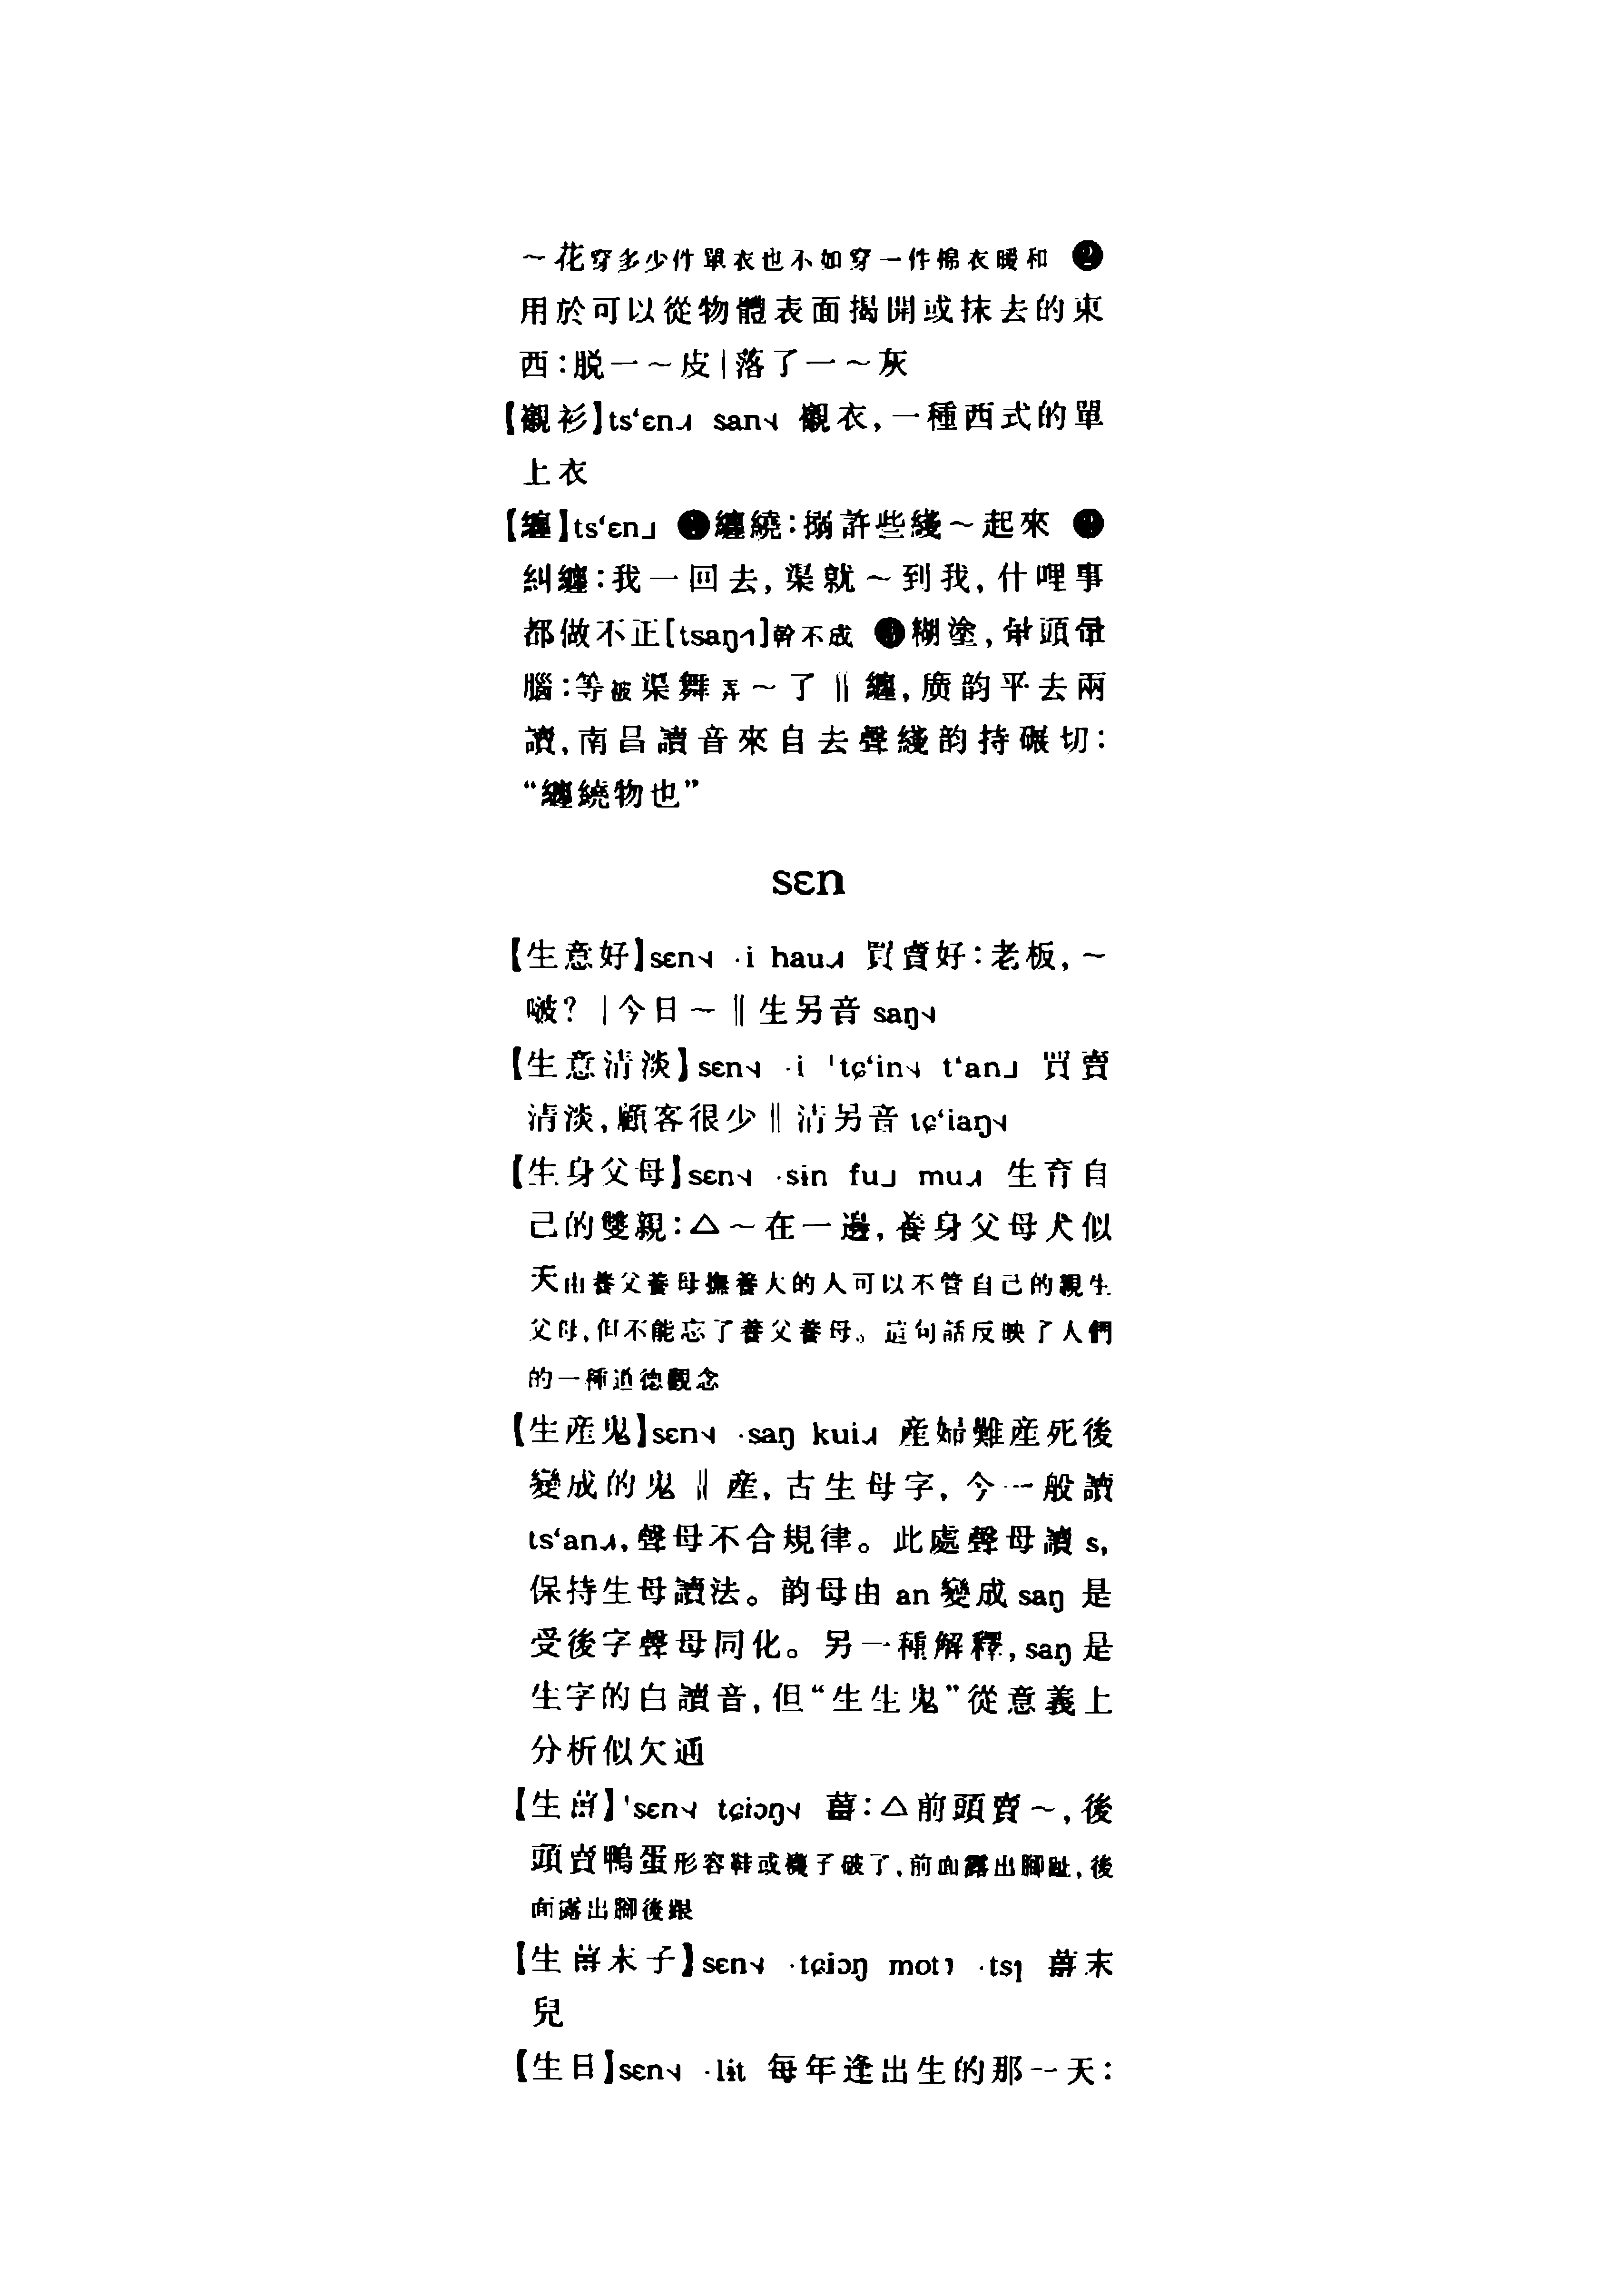 ～花穿多少件單衣也不如穿一件棉衣暖和 ❷
用於可以從物體表面揭開或抹去的東
西：脱一～皮|落了一～灰
【襯衫】ts‘ɛn˩˧ san˦˨ 襯衣，一種西式的單
上衣
【纏】ts‘ɛn˩ ❶纏繞：搦許些綫～起來 ❷
糾纏：我一回去，渠就～到我，什哩事
都做不正[tsaŋ]幹不成 ❸糊塗，暈頭暈
腦：等被渠舞弄～了‖纏，廣韵平去兩
讀，南昌讀音來自去聲綫韵持碾切：
“纏繞物也”
sɛn
【生意好】sɛn˦˨ ·i hau˨˩˧ 買賣好：老板，～
啵？|今日～‖生另音 saŋ˦˨
【生意清淡】sɛn˦˨ ·i ˈtɕ‘in˦˨ t‘an˩ 買賣
清淡，顧客很少‖清另音 tɕ‘iaŋ˦˨
【生身父母】sɛn˦˨ ·sɨn fu˩ mu˨˩˧ 生育自
己的雙親：△～在一邊，養身父母大似
天由養父養母撫養大的人可以不管自己的親生
父母，但不能忘了養父養母。這句話反映了人們
的一種道德觀念
【生産鬼】sɛn˦˨ ·saŋ kui˨˩˧ 産婦難産死後
變成的鬼‖産，古生母字，今一般讀
ts‘an˨˩˧，聲母不合規律。此處聲母讀 s，
保持生母讀法。韵母由 an 變成 saŋ 是
受後字聲母同化。另一種解釋，saŋ 是
生字的白讀音，但“生生鬼”從意義上
分析似欠通
【生薑】ˈsɛn˦˨ tɕiɔŋ˦˨ 薑：△前頭賣～，後
頭賣鴨蛋形容鞋或襪子破了，前面露出脚趾，後
面露出脚後跟
【生薑末子】sɛn˦˨ ·tɕiɔŋ mot˥ ·tsɿ 薑末
兒
【生日】sɛn˦˨ ·lɨt 每年逢出生的那一天：